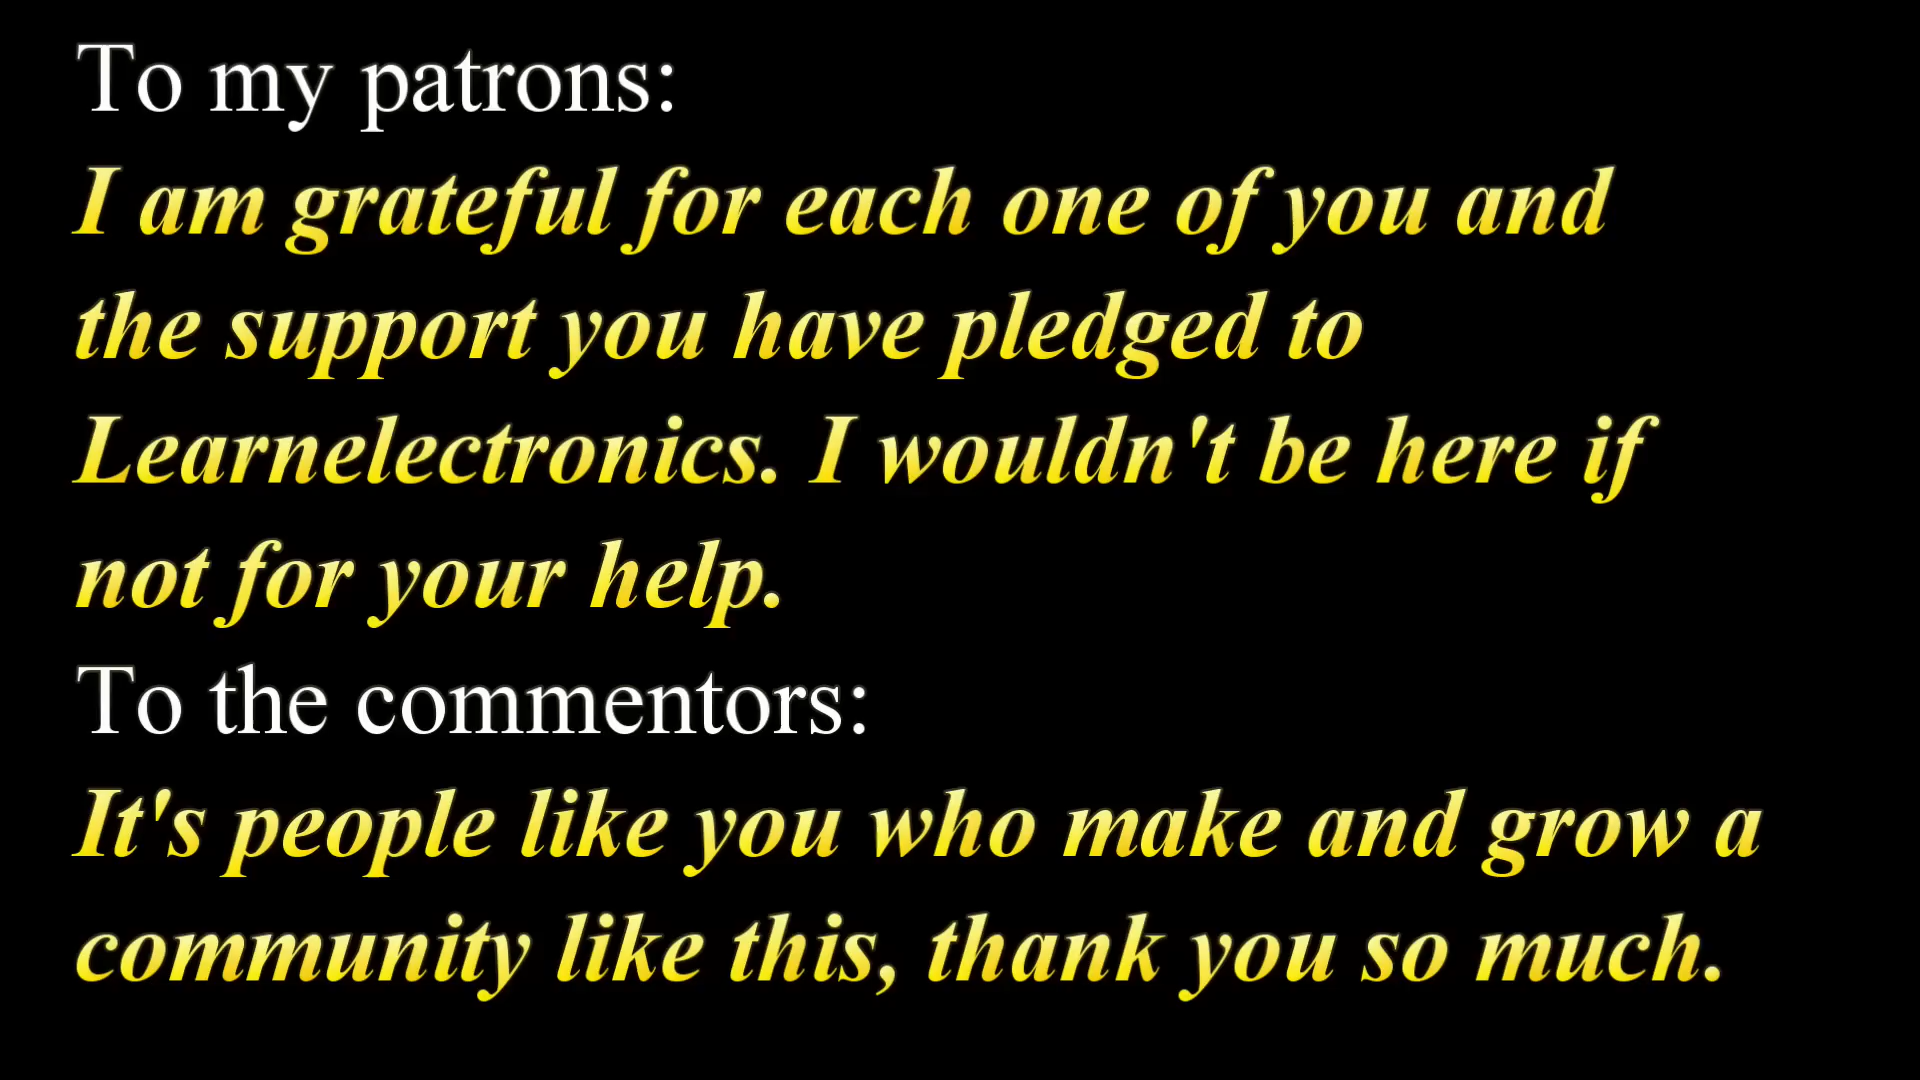 To my patrons:
I am grateful for each one of you and
the support you have pledged to
Learnelectronics. I wouldn't be here if
not for your help.
To the commentors:
It's people like you who make and grow a
community like this, thank you so much.